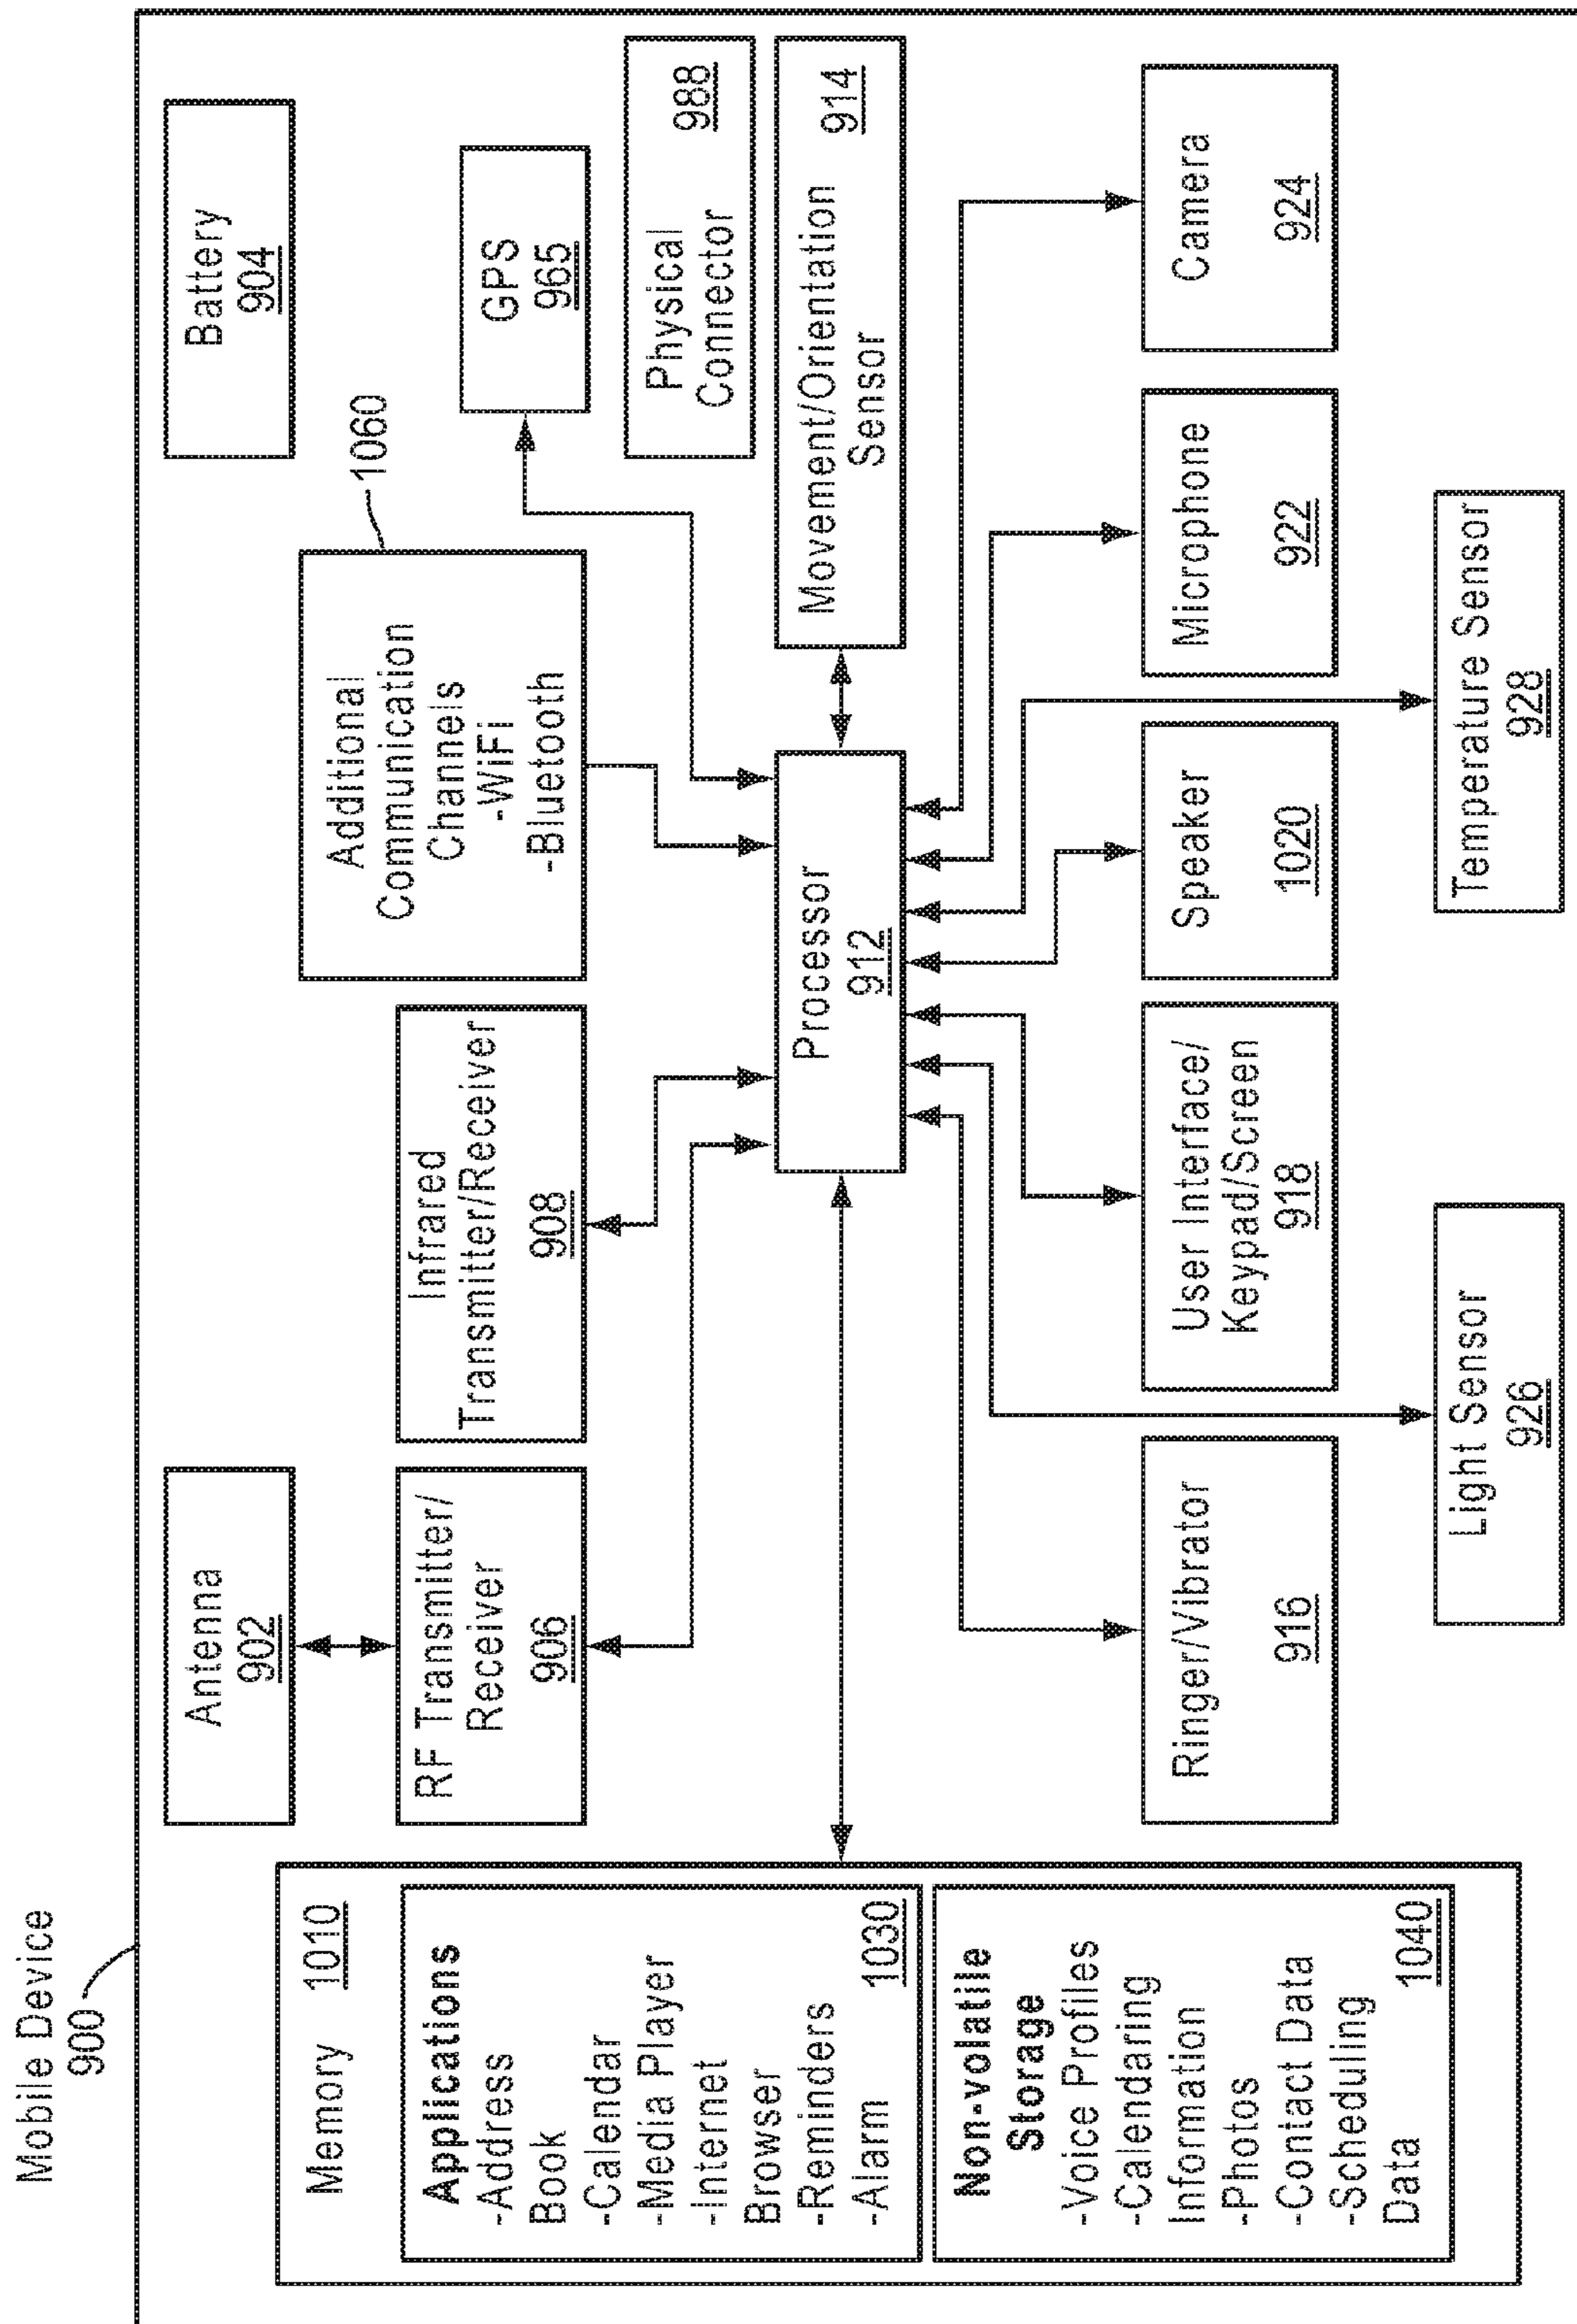 Mobile Device
900
Memory 1010
Applications
-Address
Book
-Calendar
-Media Player
-Internet
Browser
-Reminders
-Alarm 1030
Non-volatile
Storage
-Voice Profiles
-Calendaring
Information
-Photos
-Contact Data
-Scheduling
Data 1040
Antenna
902
RF Transmitter/
Receiver
906
Infrared
Transmitter/Receiver
908
Additional
Communication
Channels
-WiFi
-Bluetooth
1060
Battery
904
GPS
965
Physical
Connector
988
Movement/Orientation
Sensor
914
Processor
912
Ringer/Vibrator
916
User Interface/
Keypad/Screen
918
Speaker
1020
Microphone
922
Camera
924
Light Sensor
926
Temperature Sensor
928